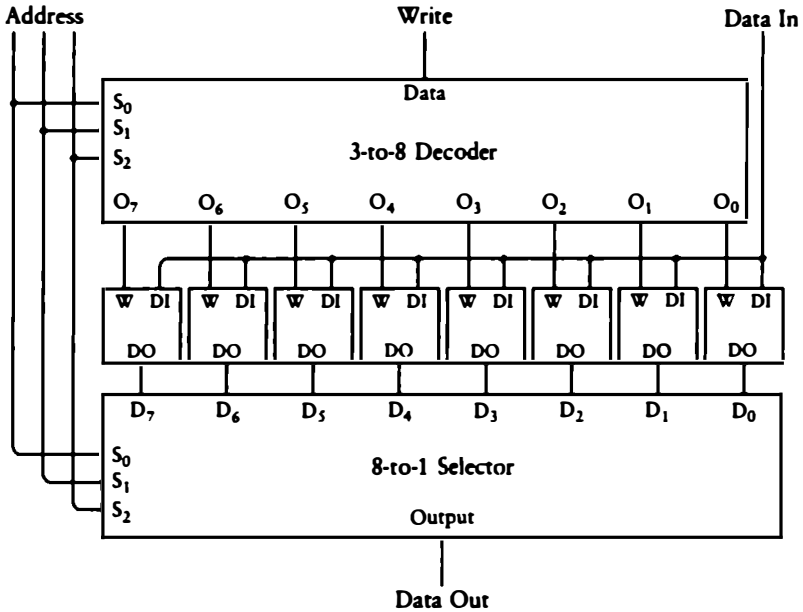 Address Write Data In
Data
S₀
S₁
3-to-8 Decoder
S₂
O₇ O₆ O₅ O₄ O₃ O₂ O₁ O₀
W DI W DI W DI W DI W DI W DI W DI W DI
DO DO DO DO DO DO DO DO
D₇ D₆ D₅ D₄ D₃ D₂ D₁ D₀
S₀
8-to-1 Selector
S₁
S₂
Output
Data Out